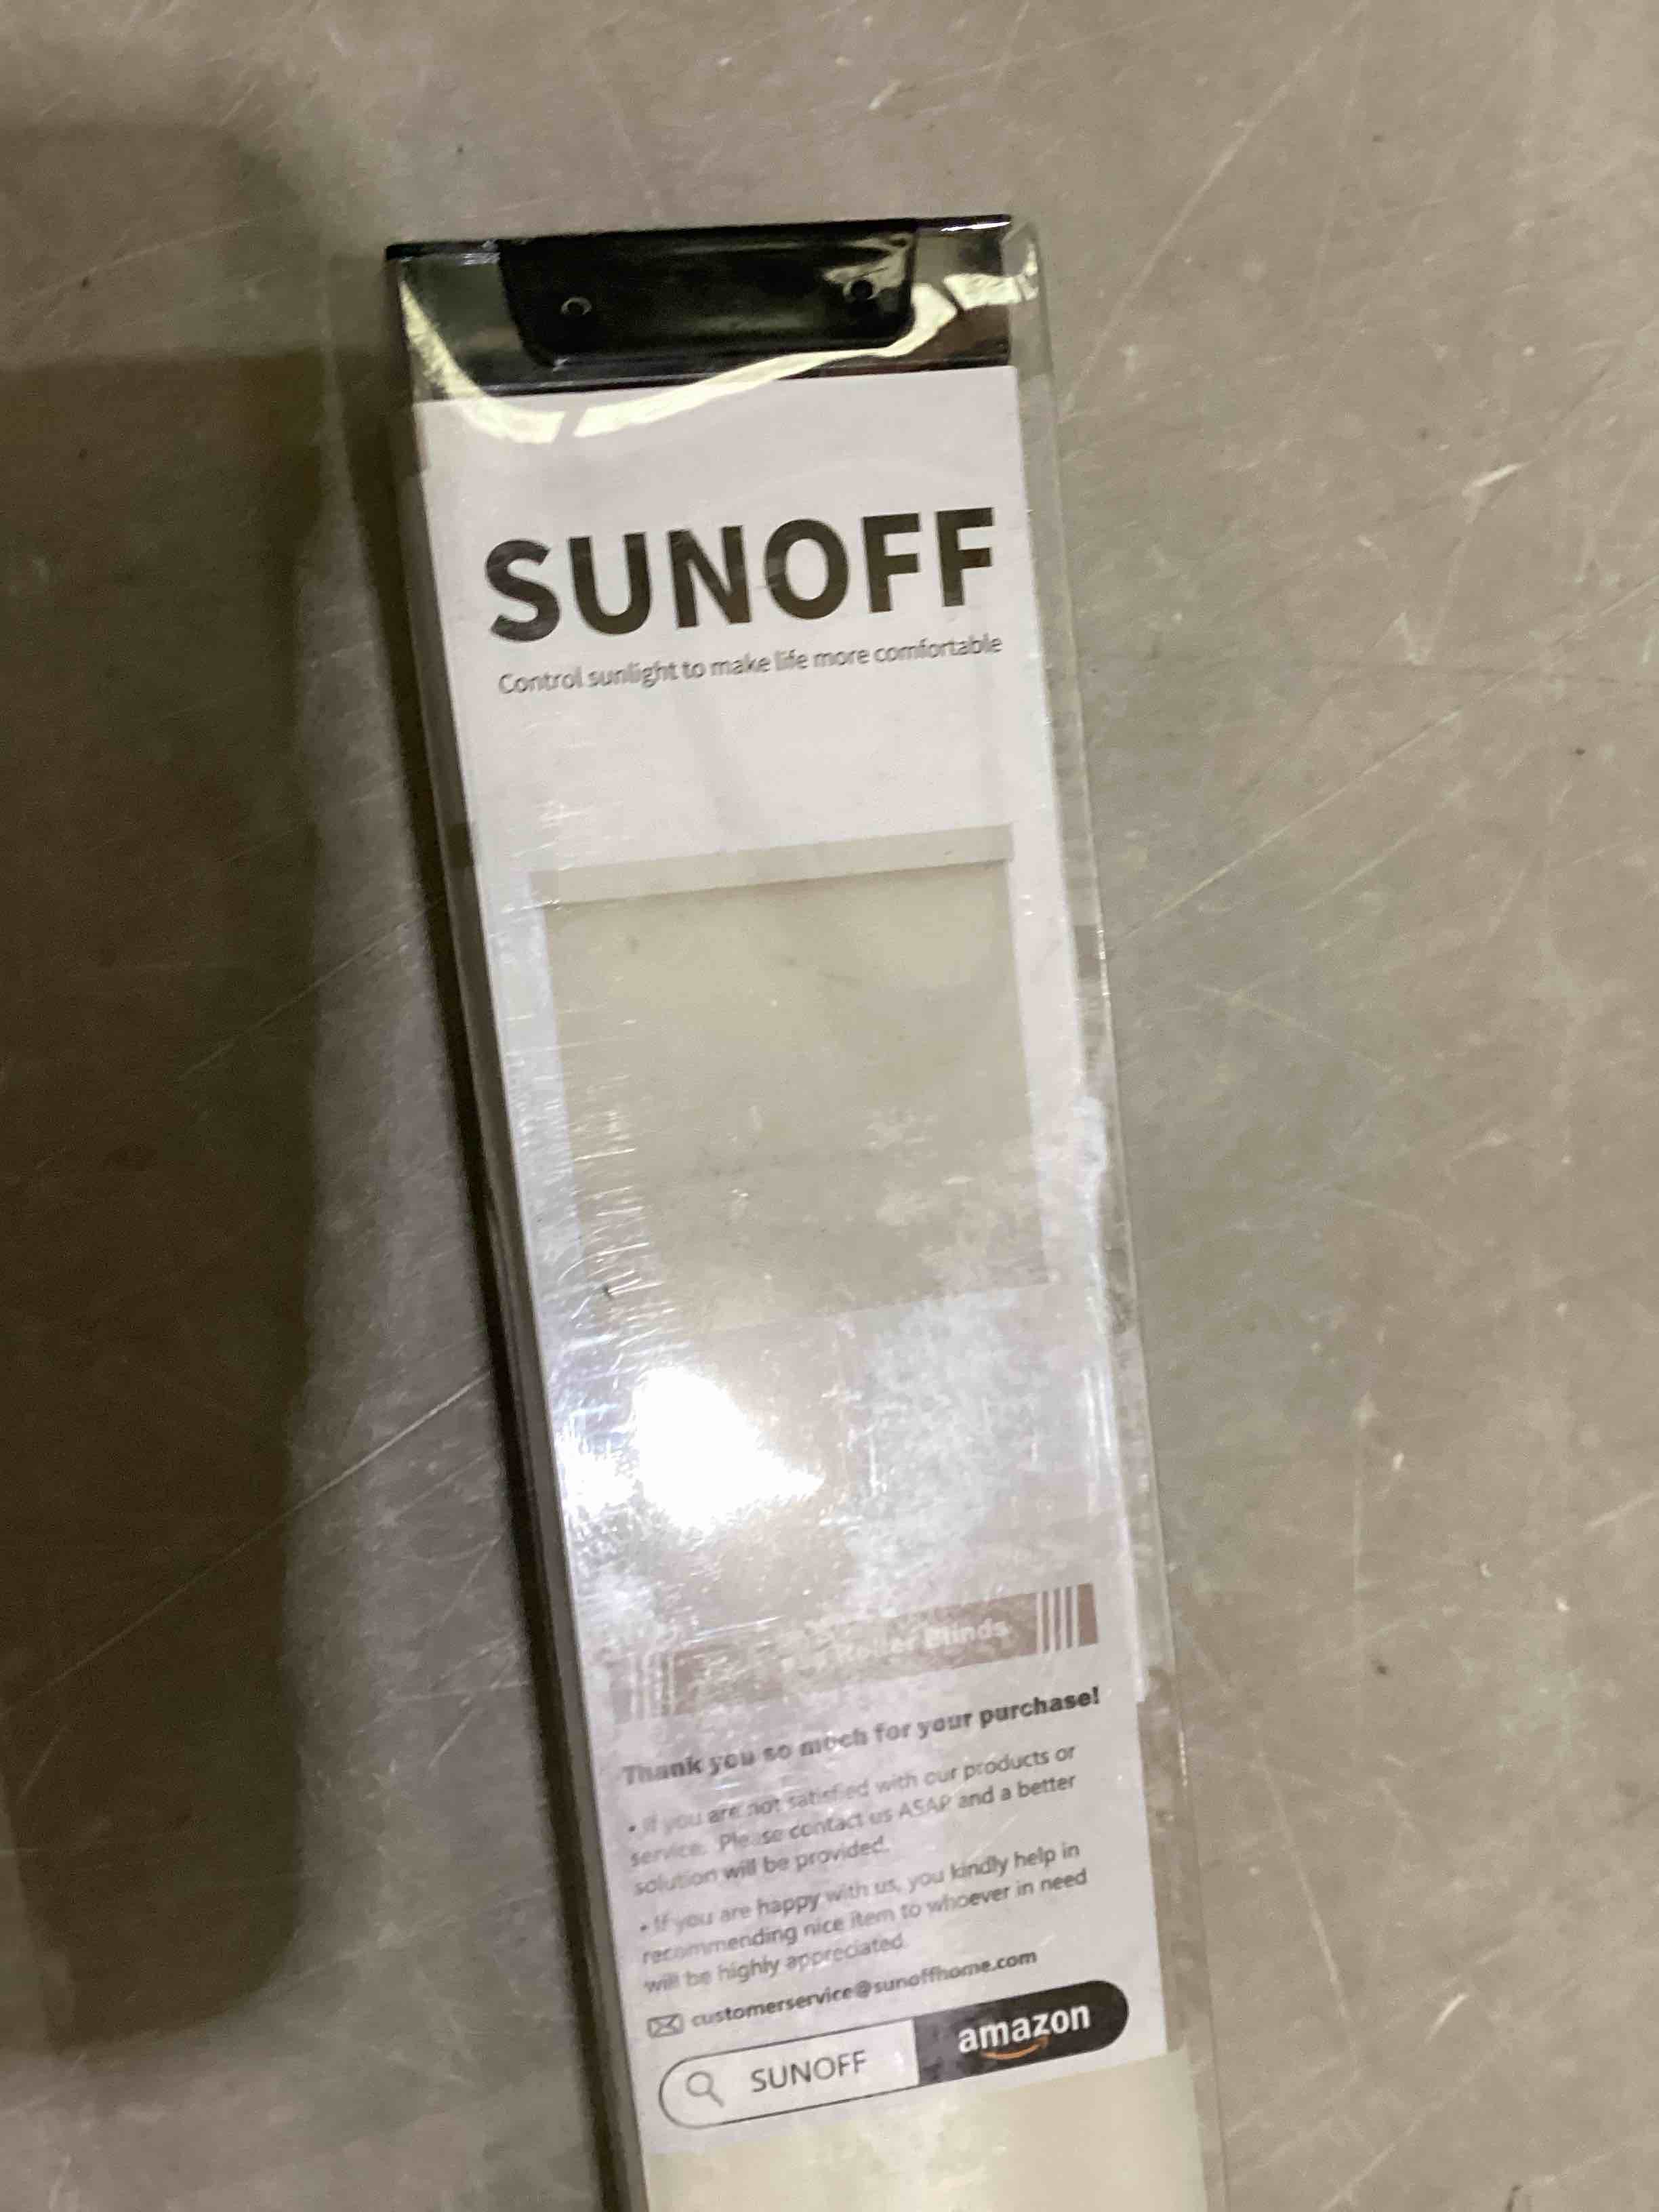 SUNOFF
Control sunlight to make life more comfortable
Roller Blinds
Thank you so much for your purchase!
• If you are not satisfied with our products or
service. Please contact us ASAP and a better
solution will be provided.
• If you are happy with us, you kindly help in
recommending nice item to whoever in need
will be highly appreciated.
customerservice@sunoffhome.com
SUNOFF amazon